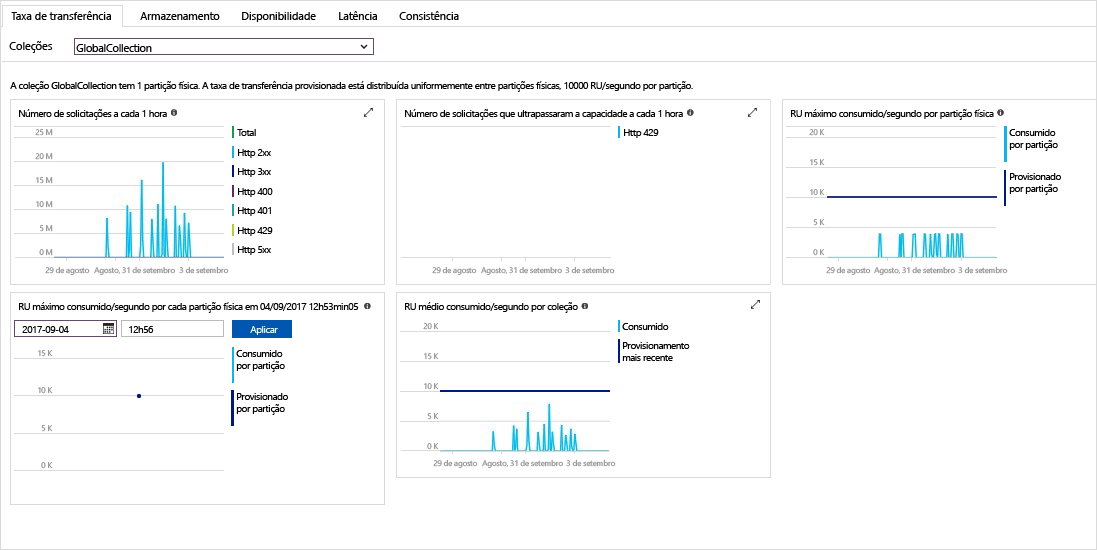 Taxa de transferência Armazenamento Disponibilidade Latência Consistência
Coleções GlobalCollection
A coleção GlobalCollection tem 1 partição física. A taxa de transferência provisionada está distribuída uniformemente entre partições físicas, 10000 RU/segundo por partição.
Número de solicitações a cada 1 hora
25 M
20 M
15 M
10 M
5 M
0 M
29 de agosto Agosto, 31 de setembro 3 de setembro
Total
Http 2xx
Http 3xx
Http 400
Http 401
Http 429
Http 5xx
Número de solicitações que ultrapassaram a capacidade a cada 1 hora
Http 429
29 de agosto Agosto, 31 de setembro 3 de setembro
RU máximo consumido/segundo por partição física
20 K
15 K
10 K
5 K
0 K
29 de agosto Agosto, 31 de setembro 3 de setembro
Consumido
por partição
Provisionado
por partição
RU máximo consumido/segundo por cada partição física em 04/09/2017 12h53min05
2017-09-04 12h56 Aplicar
15 K
10 K
5 K
0 K
Consumido
por partição
Provisionado
por partição
RU médio consumido/segundo por coleção
20 K
15 K
10 K
5 K
0 K
29 de agosto Agosto, 31 de setembro 3 de setembro
Consumido
Provisionamento
mais recente